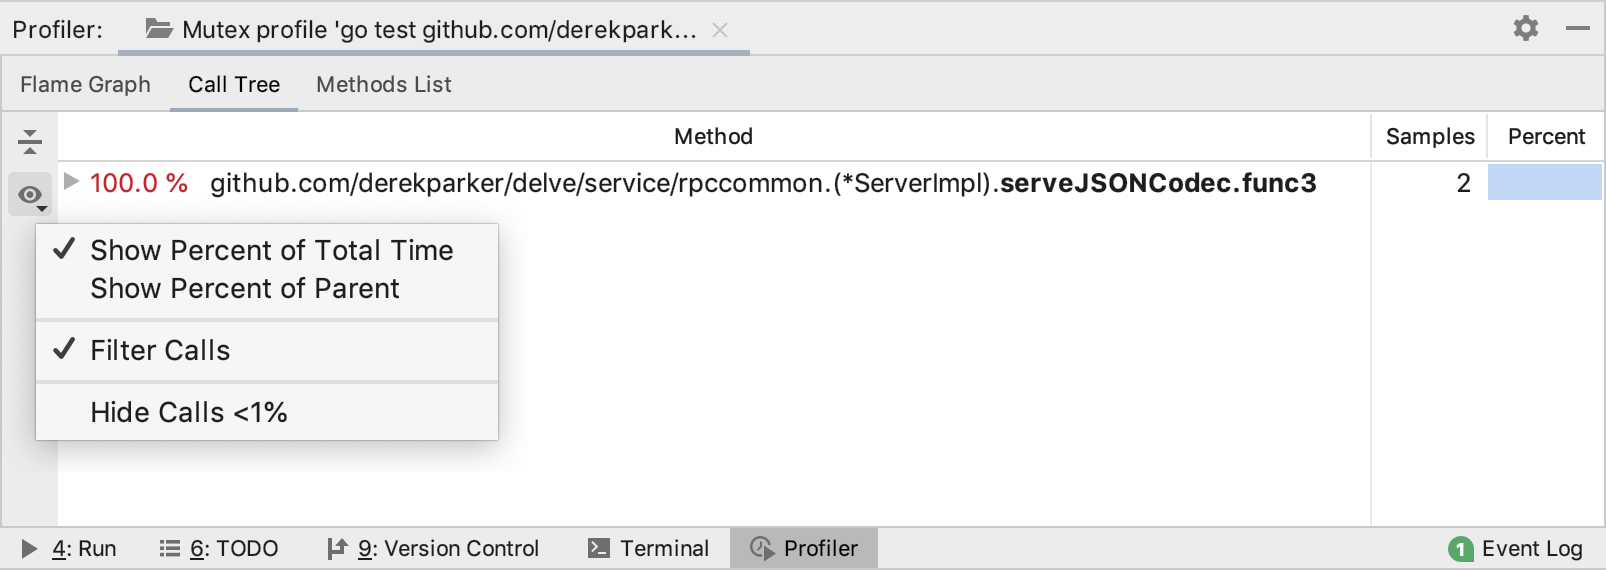 Profiler: Mutex profile 'go test github.com/derekpark...
Flame Graph Call Tree Methods List
Method Samples Percent
100.0 % github.com/derekparker/delve/service/rpccommon.(*ServerImpl).serveJSONCodec.func3 2
Show Percent of Total Time
Show Percent of Parent
Filter Calls
Hide Calls <1%
4: Run 6: TODO 9: Version Control Terminal Profiler 1 Event Log